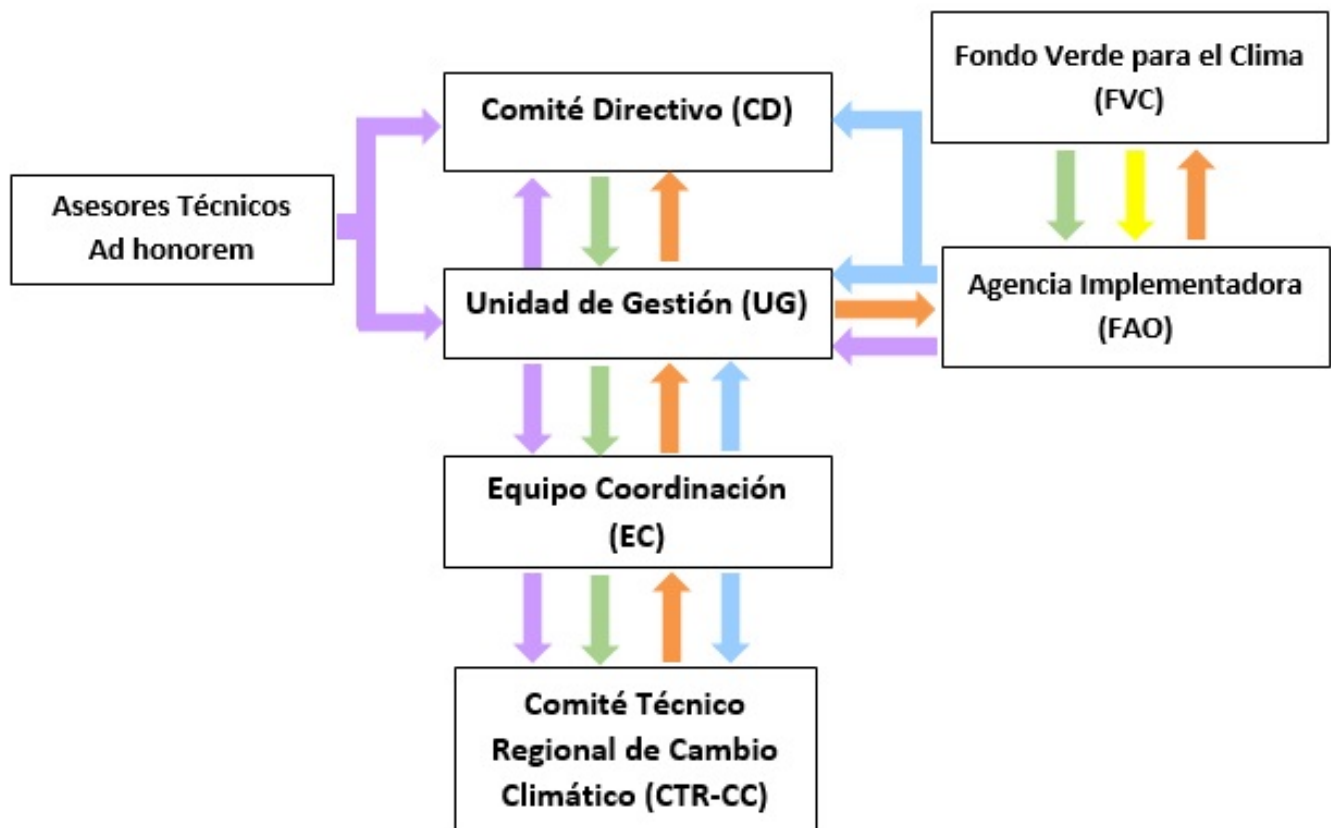 Fondo Verde para el Clima
(FVC)
Comité Directivo (CD)
Asesores Técnicos
Ad honorem
Unidad de Gestión (UG)
Agencia Implementadora
(FAO)
Equipo Coordinación
(EC)
Comité Técnico
Regional de Cambio
Climático (CTR-CC)